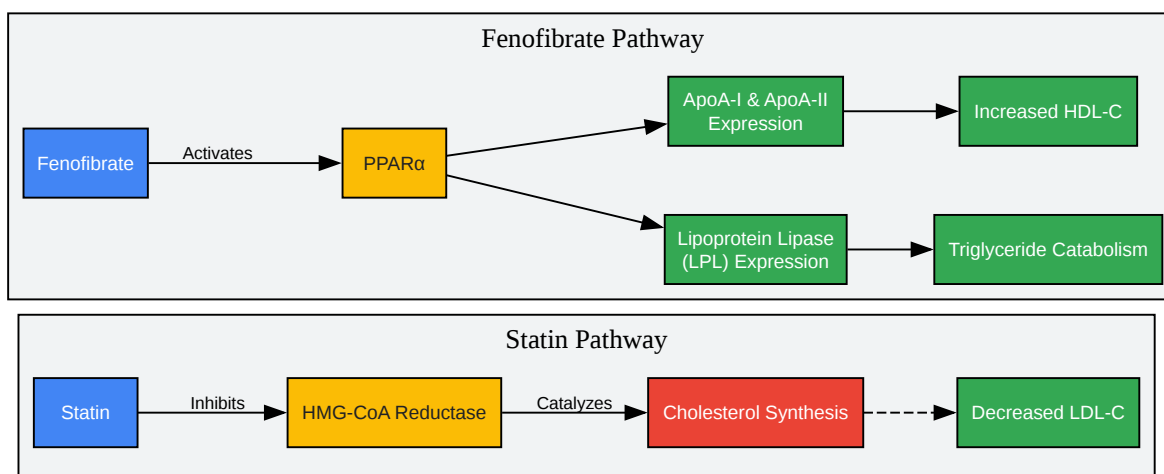 Fenofibrate Pathway
Fenofibrate
Activates
PPARα
ApoA-I & ApoA-II
Expression
Increased HDL-C
Lipoprotein Lipase
(LPL) Expression
Triglyceride Catabolism
Statin Pathway
Statin
Inhibits
HMG-CoA Reductase
Catalyzes
Cholesterol Synthesis
Decreased LDL-C